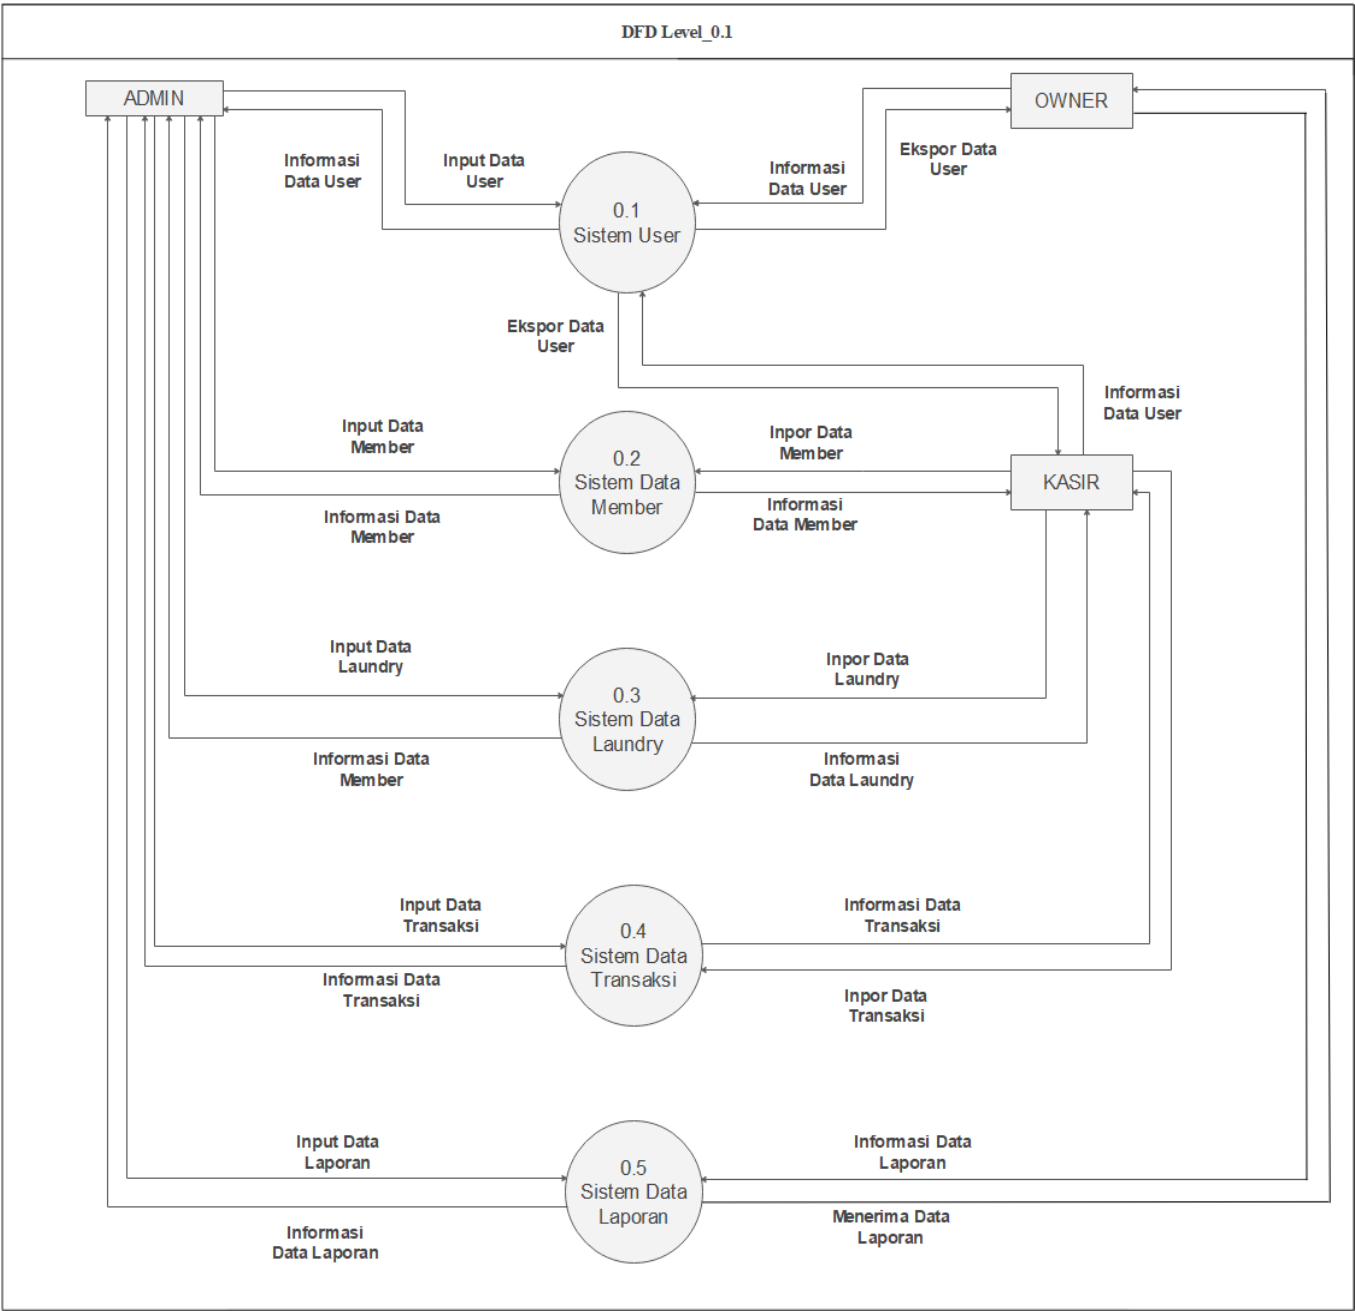 DFD Level_0.1
ADMIN
OWNER
Informasi
Data User
Input Data
User
Informasi
Data User
Ekspor Data
User
0.1
Sistem User
Ekspor Data
User
Informasi
Data User
Input Data
Member
Inpor Data
Member
0.2
Sistem Data
Member
KASIR
Informasi Data
Member
Informasi
Data Member
Input Data
Laundry
Inpor Data
Laundry
0.3
Sistem Data
Laundry
Informasi Data
Member
Informasi
Data Laundry
Input Data
Transaksi
Informasi Data
Transaksi
0.4
Sistem Data
Transaksi
Informasi Data
Transaksi
Inpor Data
Transaksi
Input Data
Laporan
Informasi Data
Laporan
0.5
Sistem Data
Laporan
Informasi
Data Laporan
Menerima Data
Laporan